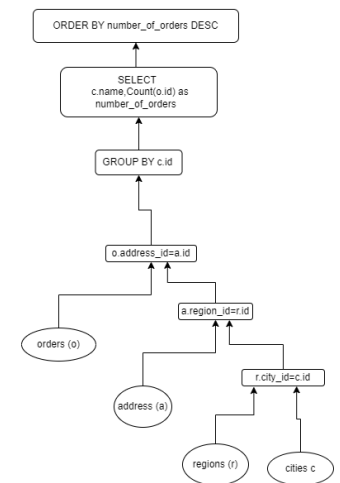 ORDER BY number_of_orders DESC
SELECT
c.name,Count(o.id) as
number_of_orders
GROUP BY c.id
o.address_id=a.id
a.region_id=r.id
orders (o)
r.city_id=c.id
address (a)
regions (r)
cities c